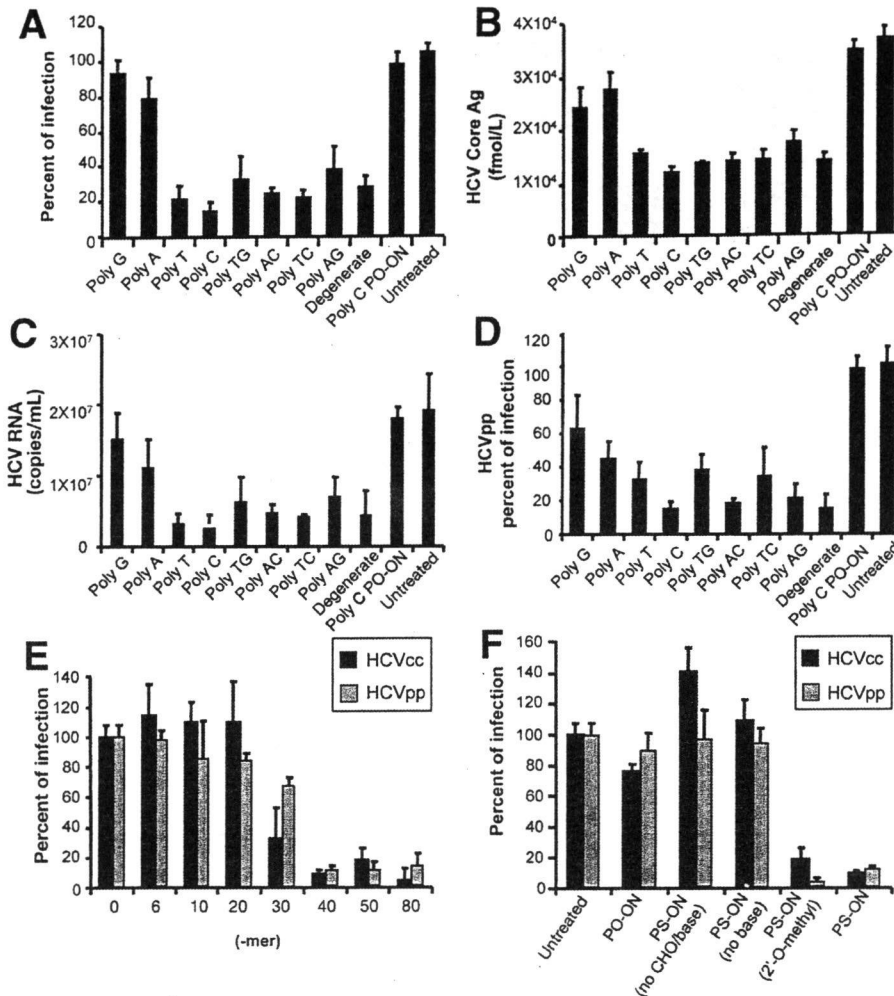 A
Percent of infection
120
100
80
60
40
20
0
Poly G
Poly A
Poly T
Poly C
Poly TG
Poly AC
Poly TC
Poly AG
Degenerate
Poly C PO-ON
Untreated
B
HCV Core Ag
(fmol/L)
4X10⁴
3X10⁴
2X10⁴
1X10⁴
0
Poly G
Poly A
Poly T
Poly C
Poly TG
Poly AC
Poly TC
Poly AG
Degenerate
Poly C PO-ON
Untreated
C
HCV RNA
(copies/mL)
3X10⁷
2X10⁷
1X10⁷
0
Poly G
Poly A
Poly T
Poly C
Poly TG
Poly AC
Poly TC
Poly AG
Degenerate
Poly C PO-ON
Untreated
D
HCVpp
percent of infection
120
100
80
60
40
20
0
Poly G
Poly A
Poly T
Poly C
Poly TG
Poly AC
Poly TC
Poly AG
Degenerate
Poly C PO-ON
Untreated
E
HCVcc
HCVpp
Percent of infection
140
120
100
80
60
40
20
0
0 6 10 20 30 40 50 80
(-mer)
F
HCVcc
HCVpp
Percent of infection
160
140
120
100
80
60
40
20
0
Untreated
PO-ON
PS-ON
(no CHO/base)
PS-ON
(no base)
PS-ON
(2'-O-methyl)
PS-ON